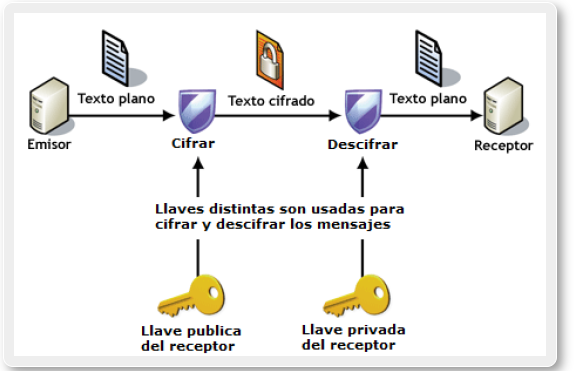 Texto plano
Texto cifrado
Texto plano
Emisor
Cifrar
Descifrar
Receptor
Llaves distintas son usadas para
cifrar y descifrar los mensajes
Llave publica
del receptor
Llave privada
del receptor